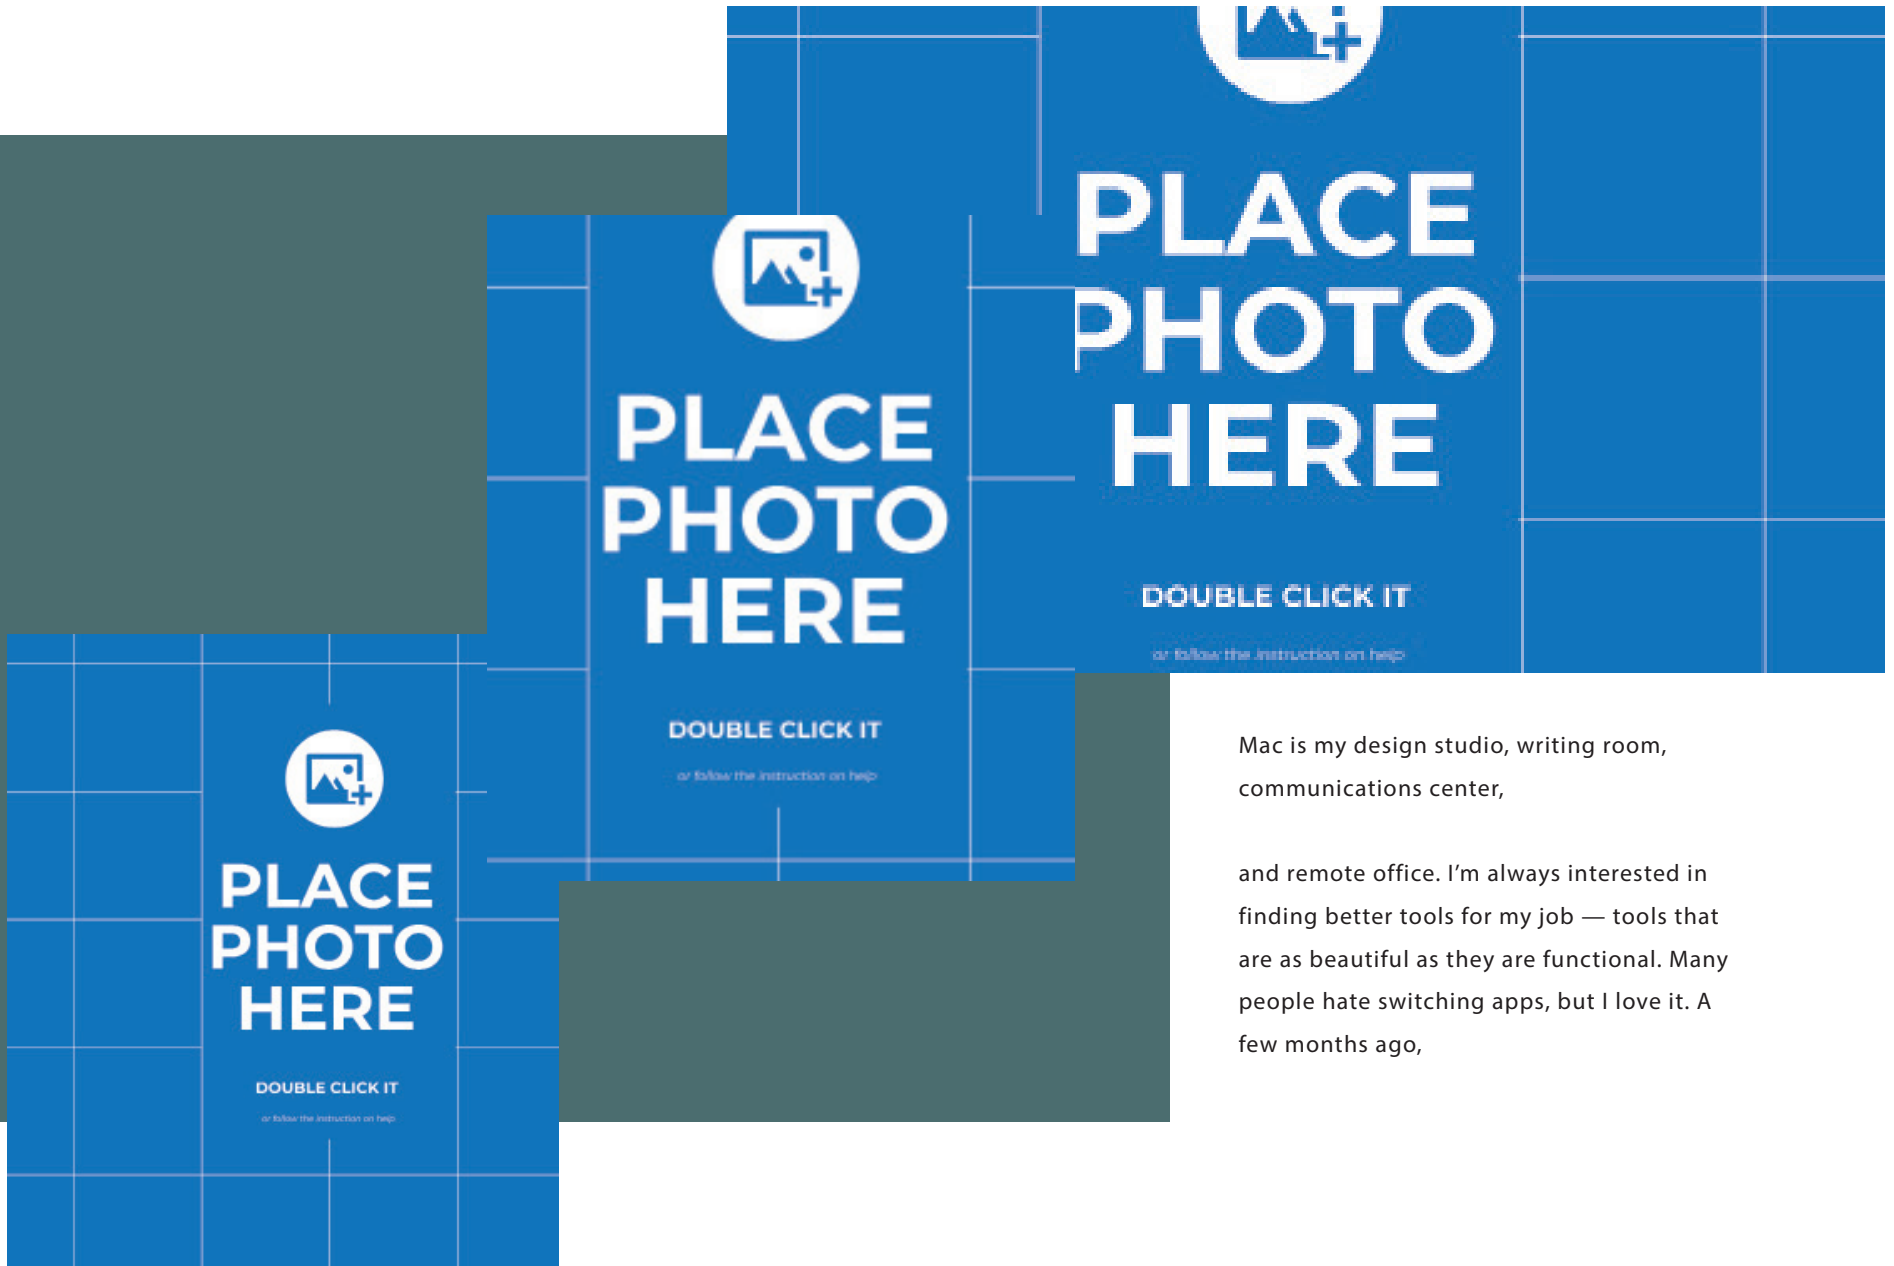 PLACE
PHOTO
HERE
DOUBLE CLICK IT
or follow the instruction on help
PLACE
PHOTO
HERE
DOUBLE CLICK IT
or follow the instruction on help
PLACE
PHOTO
HERE
DOUBLE CLICK IT
or follow the instruction on help
Mac is my design studio, writing room,
communications center,
and remote office. I’m always interested in
finding better tools for my job — tools that
are as beautiful as they are functional. Many
people hate switching apps, but I love it. A
few months ago,